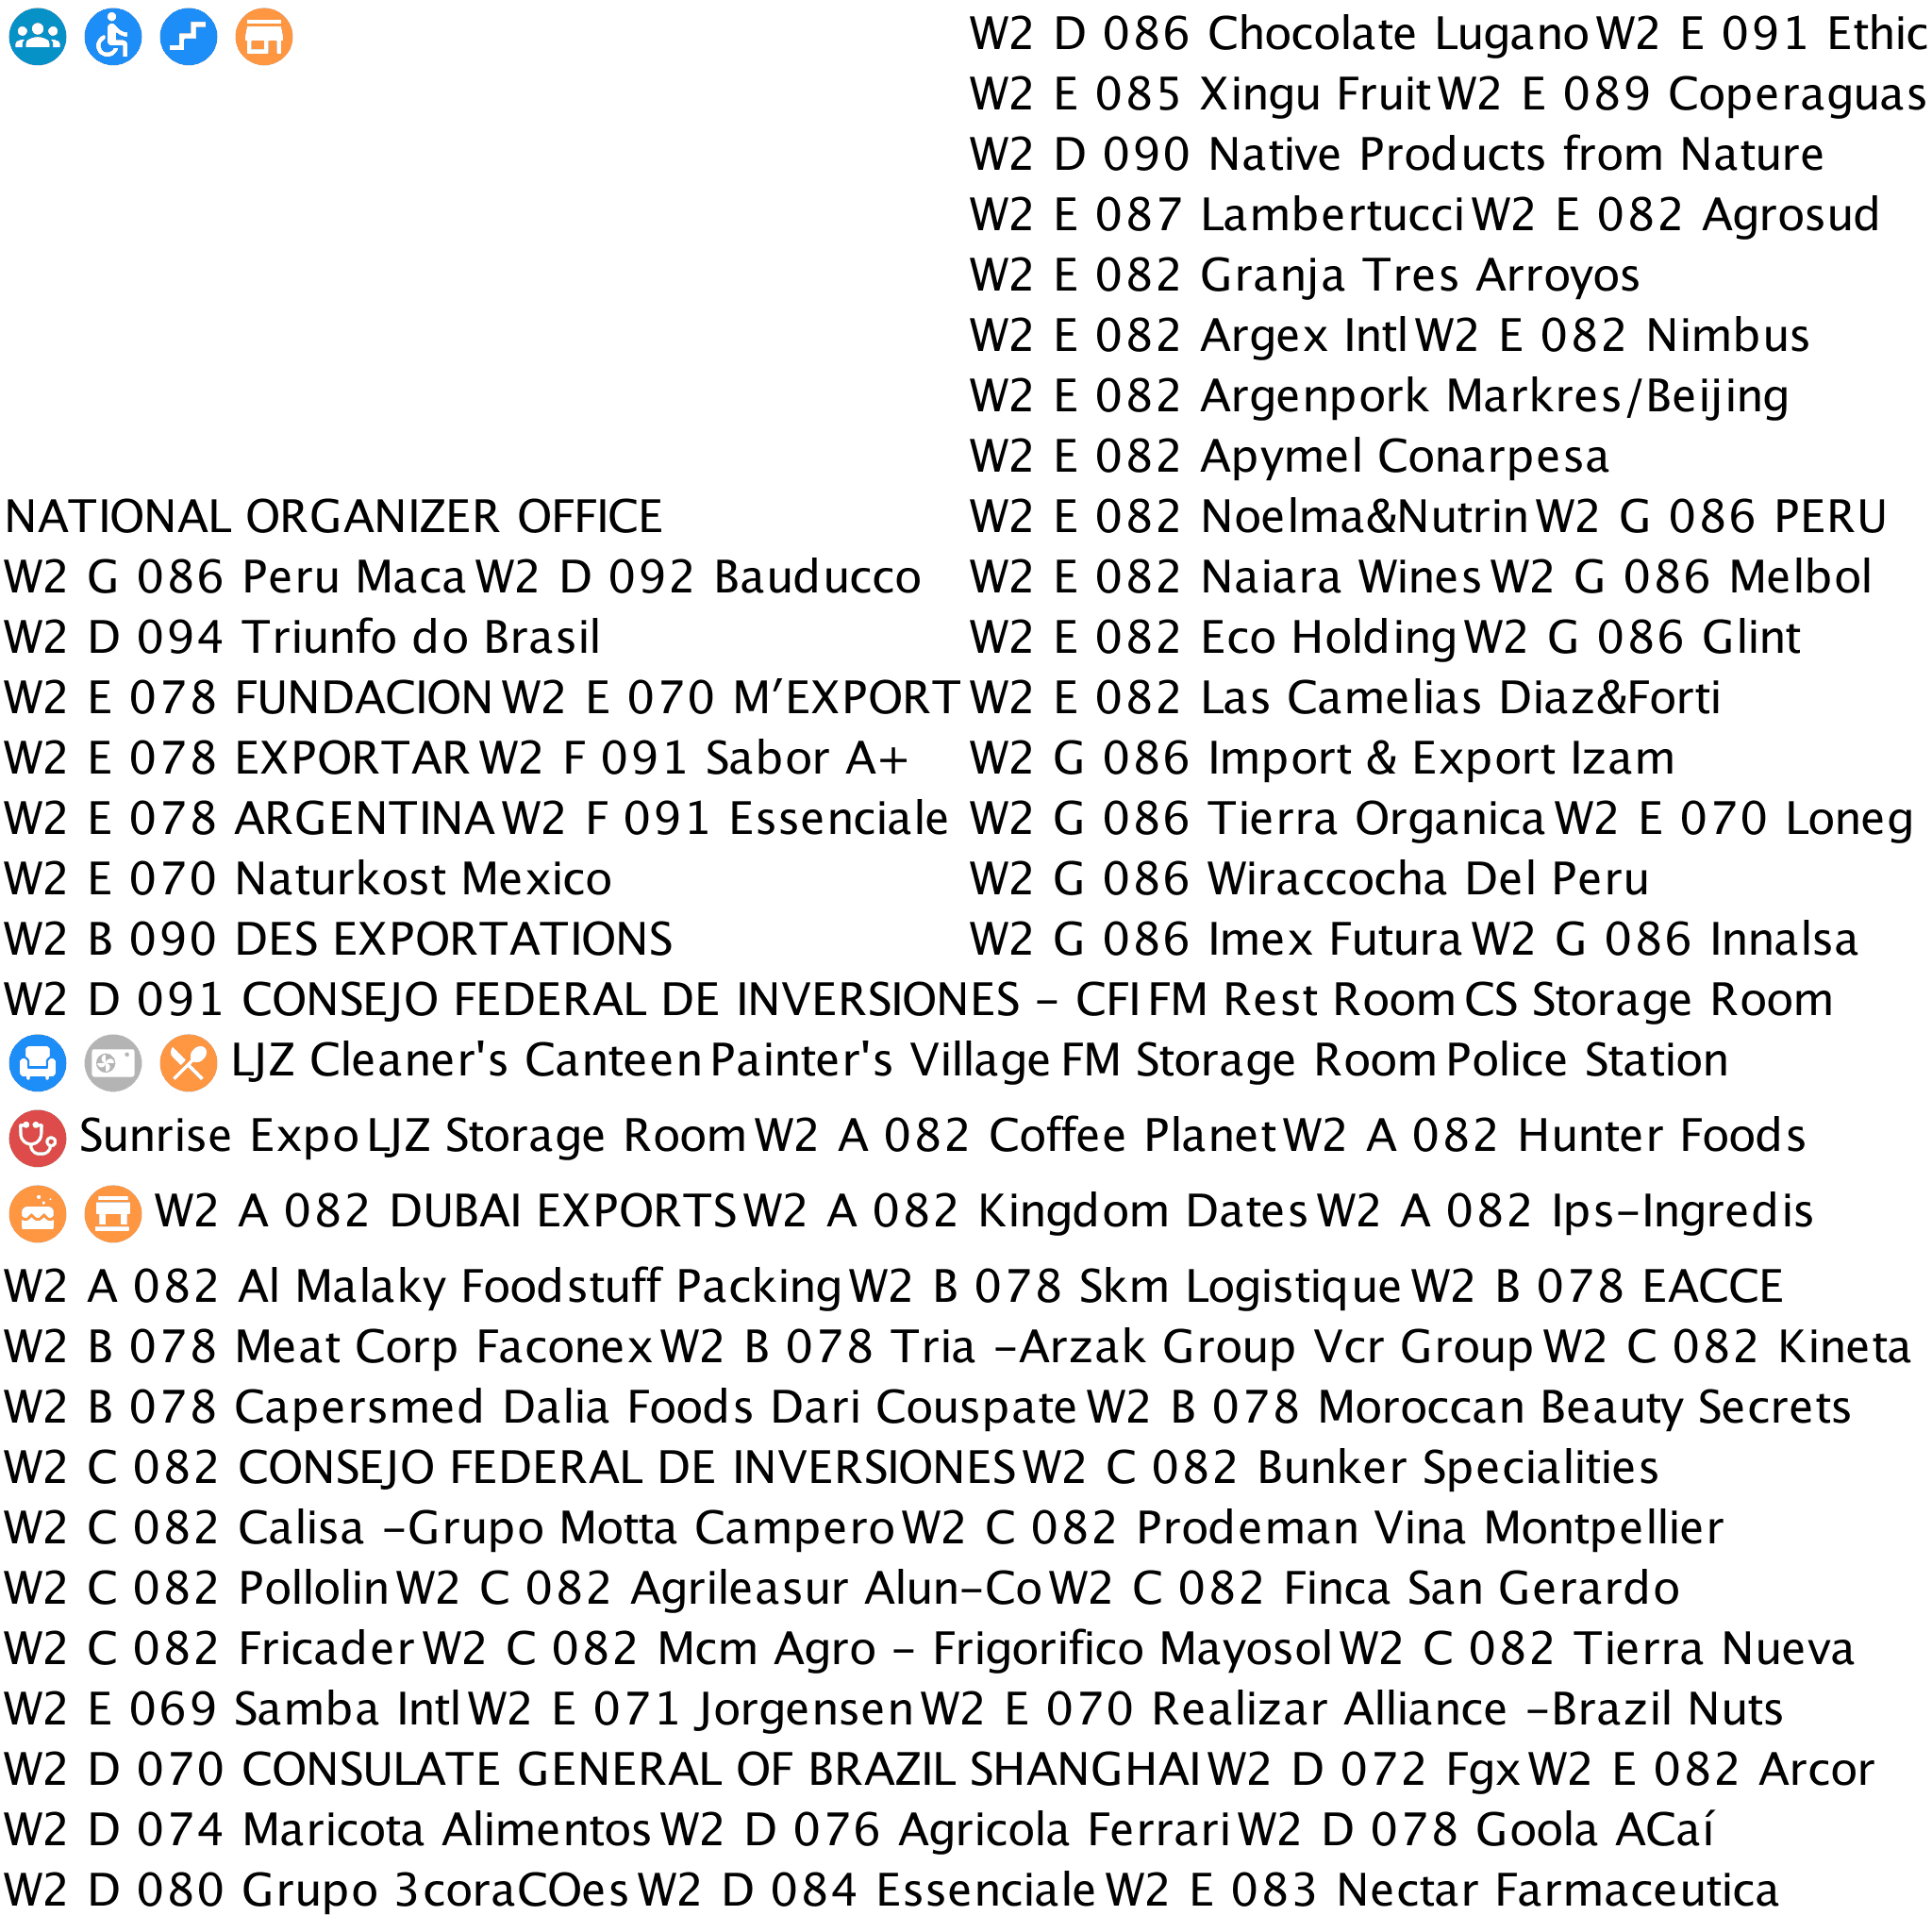 W2 D 086 Chocolate Lugano W2 E 091 Ethic
W2 E 085 Xingu Fruit W2 E 089 Coperaguas
W2 D 090 Native Products from Nature
W2 E 087 Lambertucci W2 E 082 Agrosud
W2 E 082 Granja Tres Arroyos
W2 E 082 Argex Intl W2 E 082 Nimbus
W2 E 082 Argenpork Markres/Beijing
W2 E 082 Apymel Conarpesa
NATIONAL ORGANIZER OFFICE W2 E 082 Noelma&Nutrin W2 G 086 PERU
W2 G 086 Peru Maca W2 D 092 Bauducco W2 E 082 Naiara Wines W2 G 086 Melbol
W2 D 094 Triunfo do Brasil W2 E 082 Eco Holding W2 G 086 Glint
W2 E 078 FUNDACION W2 E 070 M’EXPORT W2 E 082 Las Camelias Diaz&Forti
W2 E 078 EXPORTAR W2 F 091 Sabor A+ W2 G 086 Import & Export Izam
W2 E 078 ARGENTINA W2 F 091 Essenciale W2 G 086 Tierra Organica W2 E 070 Loneg
W2 E 070 Naturkost Mexico W2 G 086 Wiraccocha Del Peru
W2 B 090 DES EXPORTATIONS W2 G 086 Imex Futura W2 G 086 Innalsa
W2 D 091 CONSEJO FEDERAL DE INVERSIONES - CFI FM Rest Room CS Storage Room
LJZ Cleaner's Canteen Painter's Village FM Storage Room Police Station
Sunrise Expo LJZ Storage Room W2 A 082 Coffee Planet W2 A 082 Hunter Foods
W2 A 082 DUBAI EXPORTS W2 A 082 Kingdom Dates W2 A 082 Ips-Ingredis
W2 A 082 Al Malaky Foodstuff Packing W2 B 078 Skm Logistique W2 B 078 EACCE
W2 B 078 Meat Corp Faconex W2 B 078 Tria -Arzak Group Vcr Group W2 C 082 Kineta
W2 B 078 Capersmed Dalia Foods Dari Couspate W2 B 078 Moroccan Beauty Secrets
W2 C 082 CONSEJO FEDERAL DE INVERSIONES W2 C 082 Bunker Specialities
W2 C 082 Calisa -Grupo Motta Campero W2 C 082 Prodeman Vina Montpellier
W2 C 082 Pollolin W2 C 082 Agrileasur Alun-Co W2 C 082 Finca San Gerardo
W2 C 082 Fricader W2 C 082 Mcm Agro - Frigorifico Mayosol W2 C 082 Tierra Nueva
W2 E 069 Samba Intl W2 E 071 Jorgensen W2 E 070 Realizar Alliance -Brazil Nuts
W2 D 070 CONSULATE GENERAL OF BRAZIL SHANGHAI W2 D 072 Fgx W2 E 082 Arcor
W2 D 074 Maricota Alimentos W2 D 076 Agricola Ferrari W2 D 078 Goola ACaí
W2 D 080 Grupo 3coraCOes W2 D 084 Essenciale W2 E 083 Nectar Farmaceutica